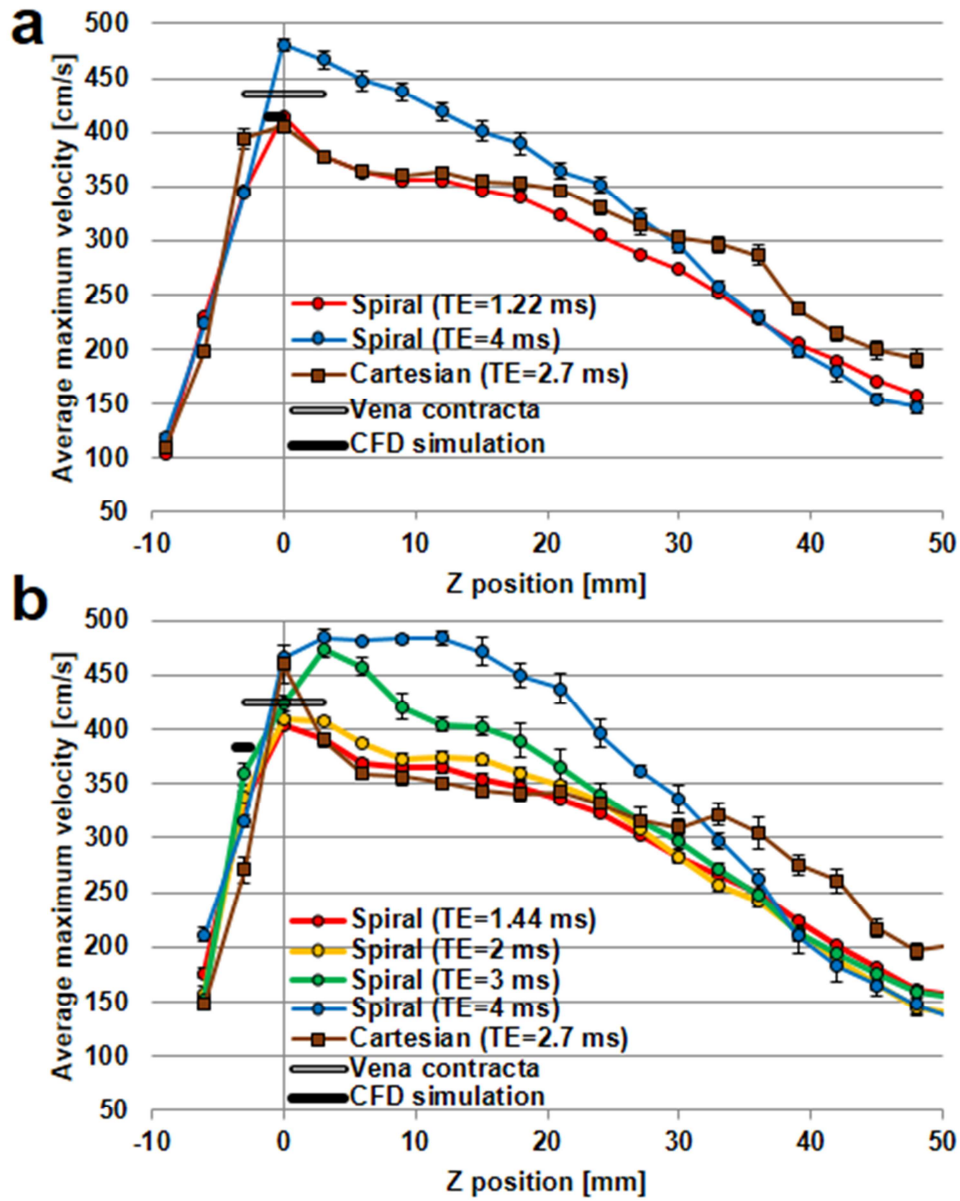 a
500
450
400
350
300
250
200
150
100
50
Average maximum velocity [cm/s]
Spiral (TE=1.22 ms)
Spiral (TE=4 ms)
Cartesian (TE=2.7 ms)
Vena contracta
CFD simulation
-10 0 10 20 30 40 50
Z position [mm]
b
500
450
400
350
300
250
200
150
100
50
Average maximum velocity [cm/s]
Spiral (TE=1.44 ms)
Spiral (TE=2 ms)
Spiral (TE=3 ms)
Spiral (TE=4 ms)
Cartesian (TE=2.7 ms)
Vena contracta
CFD simulation
-10 0 10 20 30 40 50
Z position [mm]